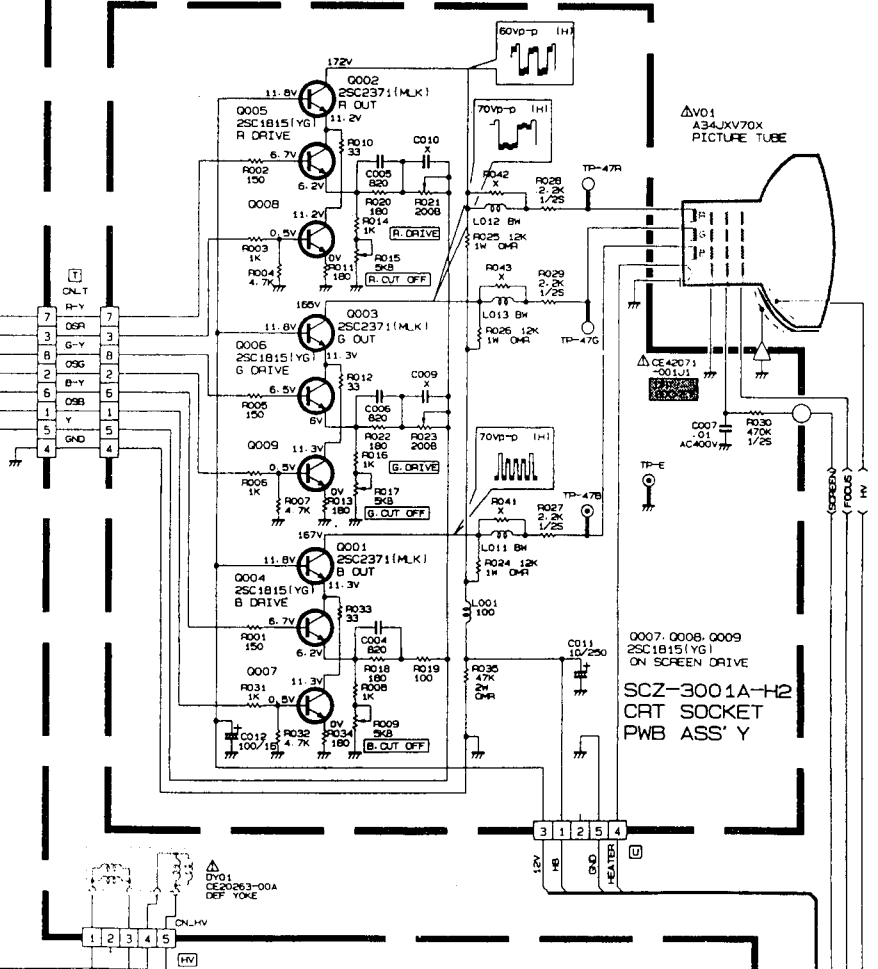 60Vp-p (H)
172V
Q002
2SC2371(MLK)
R OUT
11.8V
11.2V
Q005
2SC1815(YG)
R DRIVE
R010
33
C010
X
6.7V
R002
150
6.2V
C005
820
R020
180
R021
200B
R.DRIVE
Q008
11.2V
R014
1K
0.5V
R003
1K
R004
4.7K
0V
R011
180
R015
5KB
R.CUT OFF
70Vp-p (H)
R042
X
R028
2.2K
1/2S
TP-47R
L012 BW
R025 12K
1W OMR
R043
X
R029
2.2K
1/2S
L013 BW
R026 12K
1W OMR
TP-47G
V01
A34JXV70X
PICTURE TUBE
R
G
B
T
CN_T
7 R-Y 7
3 OSR 3
8 G-Y 8
2 OSG 2
6 B-Y 6
1 OSB 1
5 Y 5
4 GND 4
165V
Q003
2SC2371(MLK)
G OUT
11.8V
11.3V
Q006
2SC1815(YG)
G DRIVE
R012
33
C009
X
6.5V
R005
150
6V
C006
820
R022
180
R023
200B
G.DRIVE
Q009
11.3V
R016
1K
0.5V
R006
1K
R007
4.7K
0V
R013
180
R017
5KB
G.CUT OFF
CE42071
-001J1
C007
.01
AC400V
R030
470K
1/2S
(SCREEN)
(FOCUS)
HV
TP-E
70Vp-p (H)
R041
X
TP-47B
R027
2.2K
1/2S
L011 BW
R024 12K
1W OMR
167V
Q001
2SC2371(MLK)
B OUT
11.8V
11.3V
Q004
2SC1815(YG)
B DRIVE
R033
33
6.7V
R001
150
6.2V
C004
820
R018
180
R019
100
L001
100
Q007
11.3V
R008
1K
R031
1K
0.5V
C012
100/16
R032
4.7K
0V
R034
180
R009
5KB
B.CUT OFF
R035
47K
2W
OMR
C011
10/250
Q007, Q008, Q009
2SC1815(YG)
ON SCREEN DRIVE
SCZ-3001A-H2
CRT SOCKET
PWB ASS'Y
3 1 2 5 4
U
12V
HB
GND
HEATER
DY01
CE20263-00A
DEF YOKE
CN_HV
1 2 3 4 5
HV